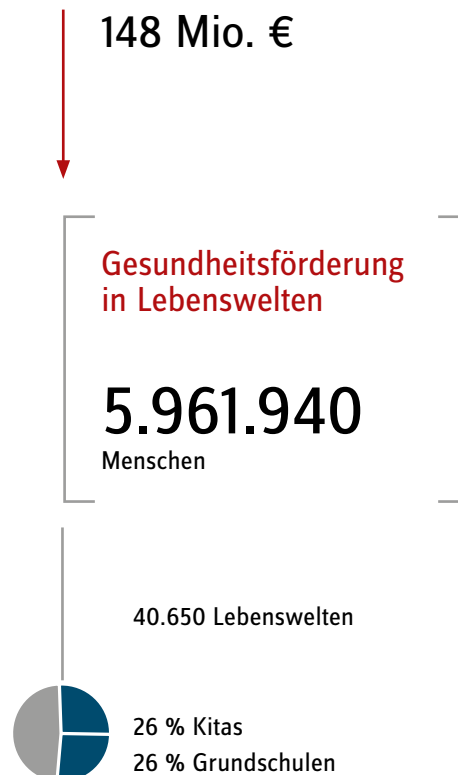 148 Mio. €
Gesundheitsförderung
in Lebenswelten
5.961.940
Menschen
40.650 Lebenswelten
26 % Kitas
26 % Grundschulen